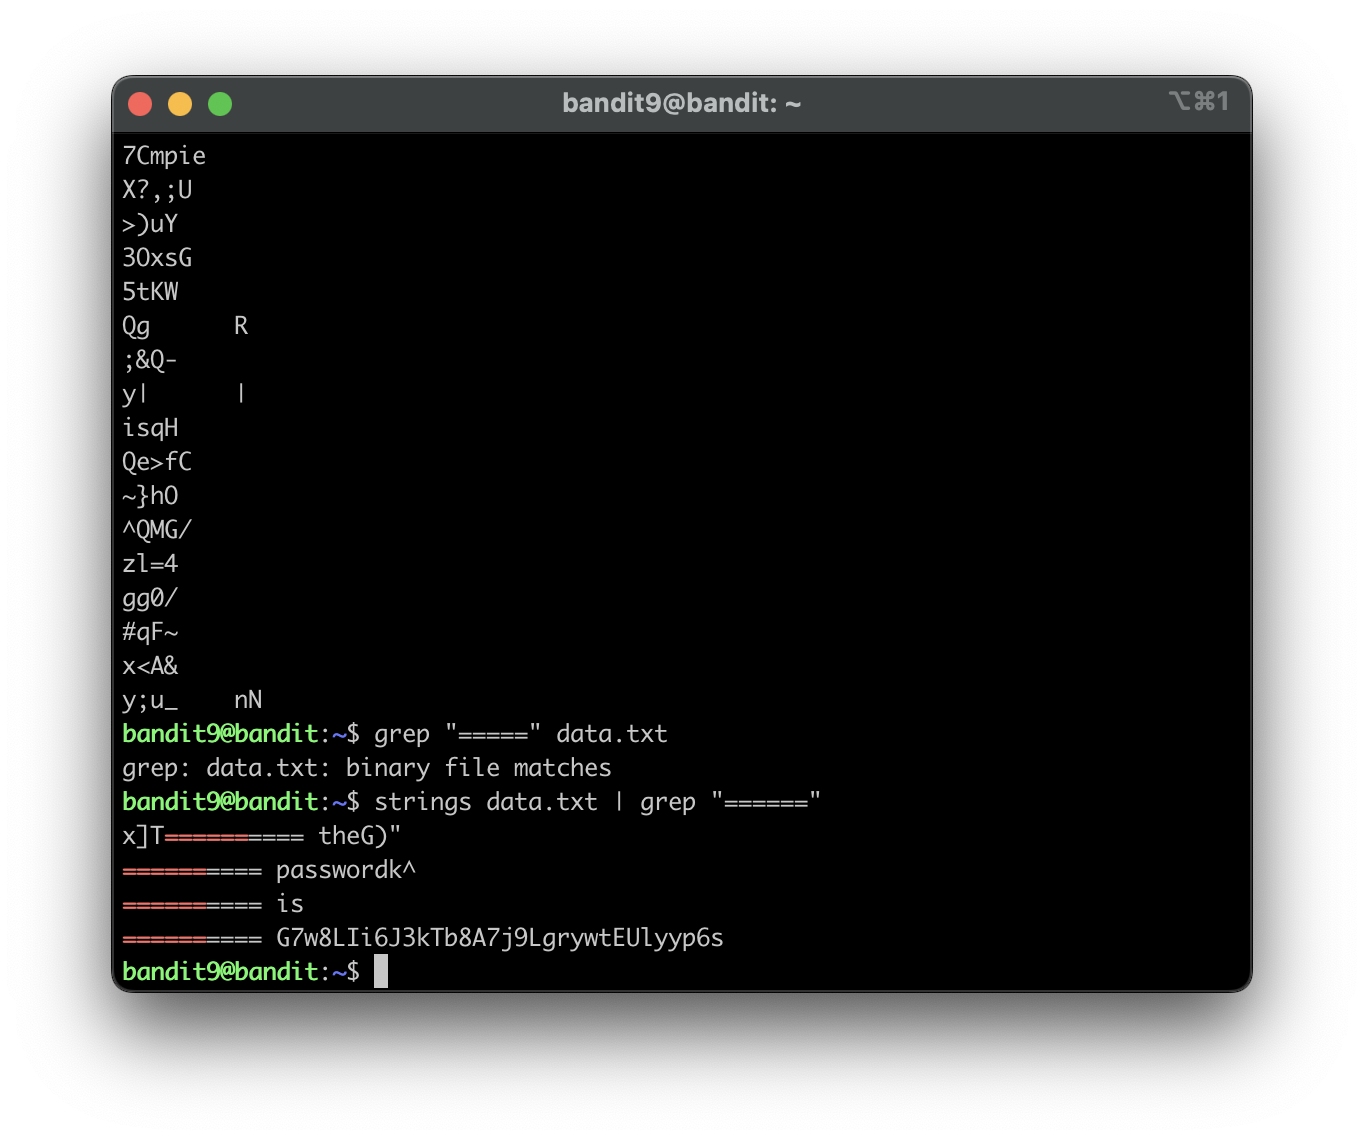 bandit9@bandit: ~ ⌥⌘1
7Cmpie
X?,;U
>)uY
3OxsG
5tKW
Qg      R
;&Q-
y|      |
isqH
Qe>fC
~}hO
^QMG/
zl=4
gg0/
#qF~
x<A&
y;u_    nN
bandit9@bandit:~$ grep "=====" data.txt
grep: data.txt: binary file matches
bandit9@bandit:~$ strings data.txt | grep "======"
x]T========== theG)"
========== passwordk^
========== is
========== G7w8LIi6J3kTb8A7j9LgrywtEUlyyp6s
bandit9@bandit:~$